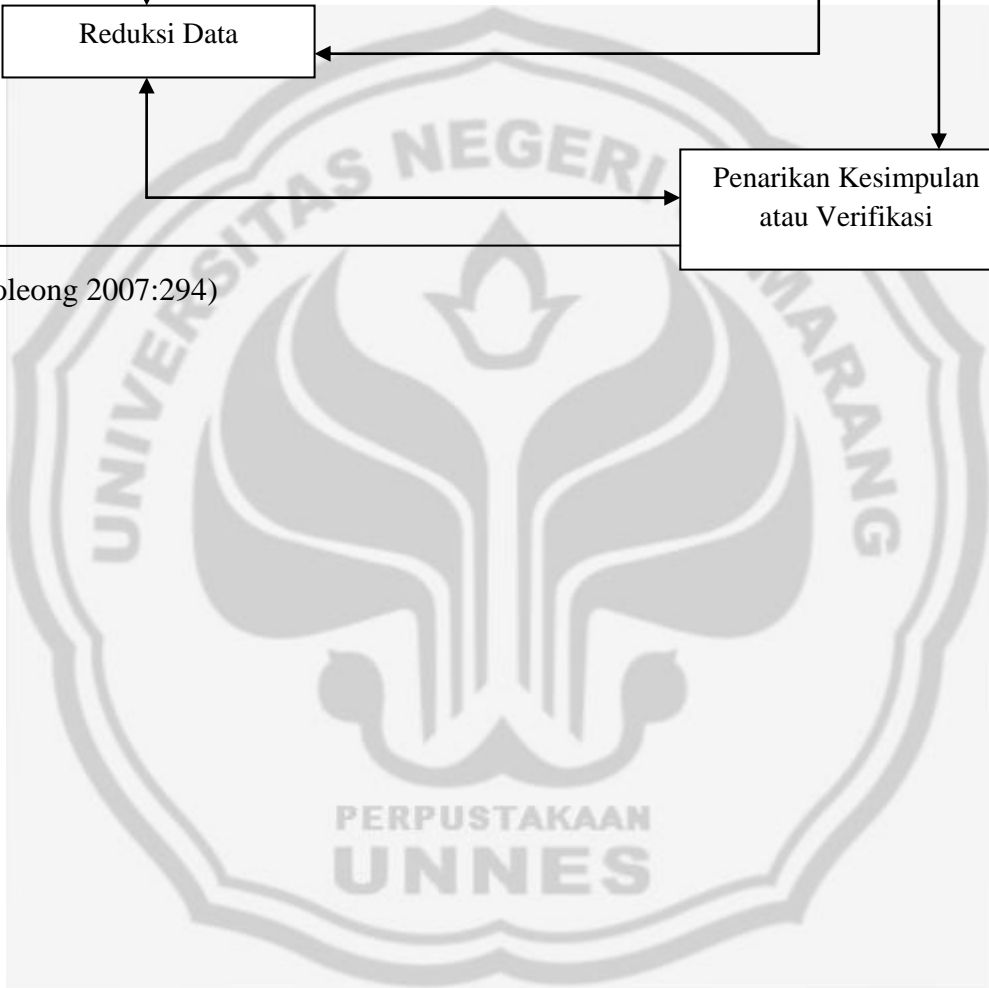 Reduksi Data
Penarikan Kesimpulan
atau Verifikasi
oleong 2007:294)
UNIVERSITAS NEGERI SEMARANG
PERPUSTAKAAN
UNNES